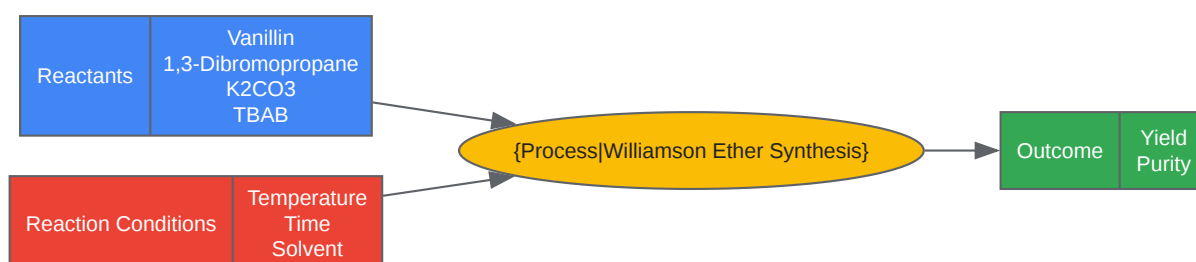 Reactants
Vanillin
1,3-Dibromopropane
K2CO3
TBAB
{Process|Williamson Ether Synthesis}
Outcome
Yield
Purity
Reaction Conditions
Temperature
Time
Solvent